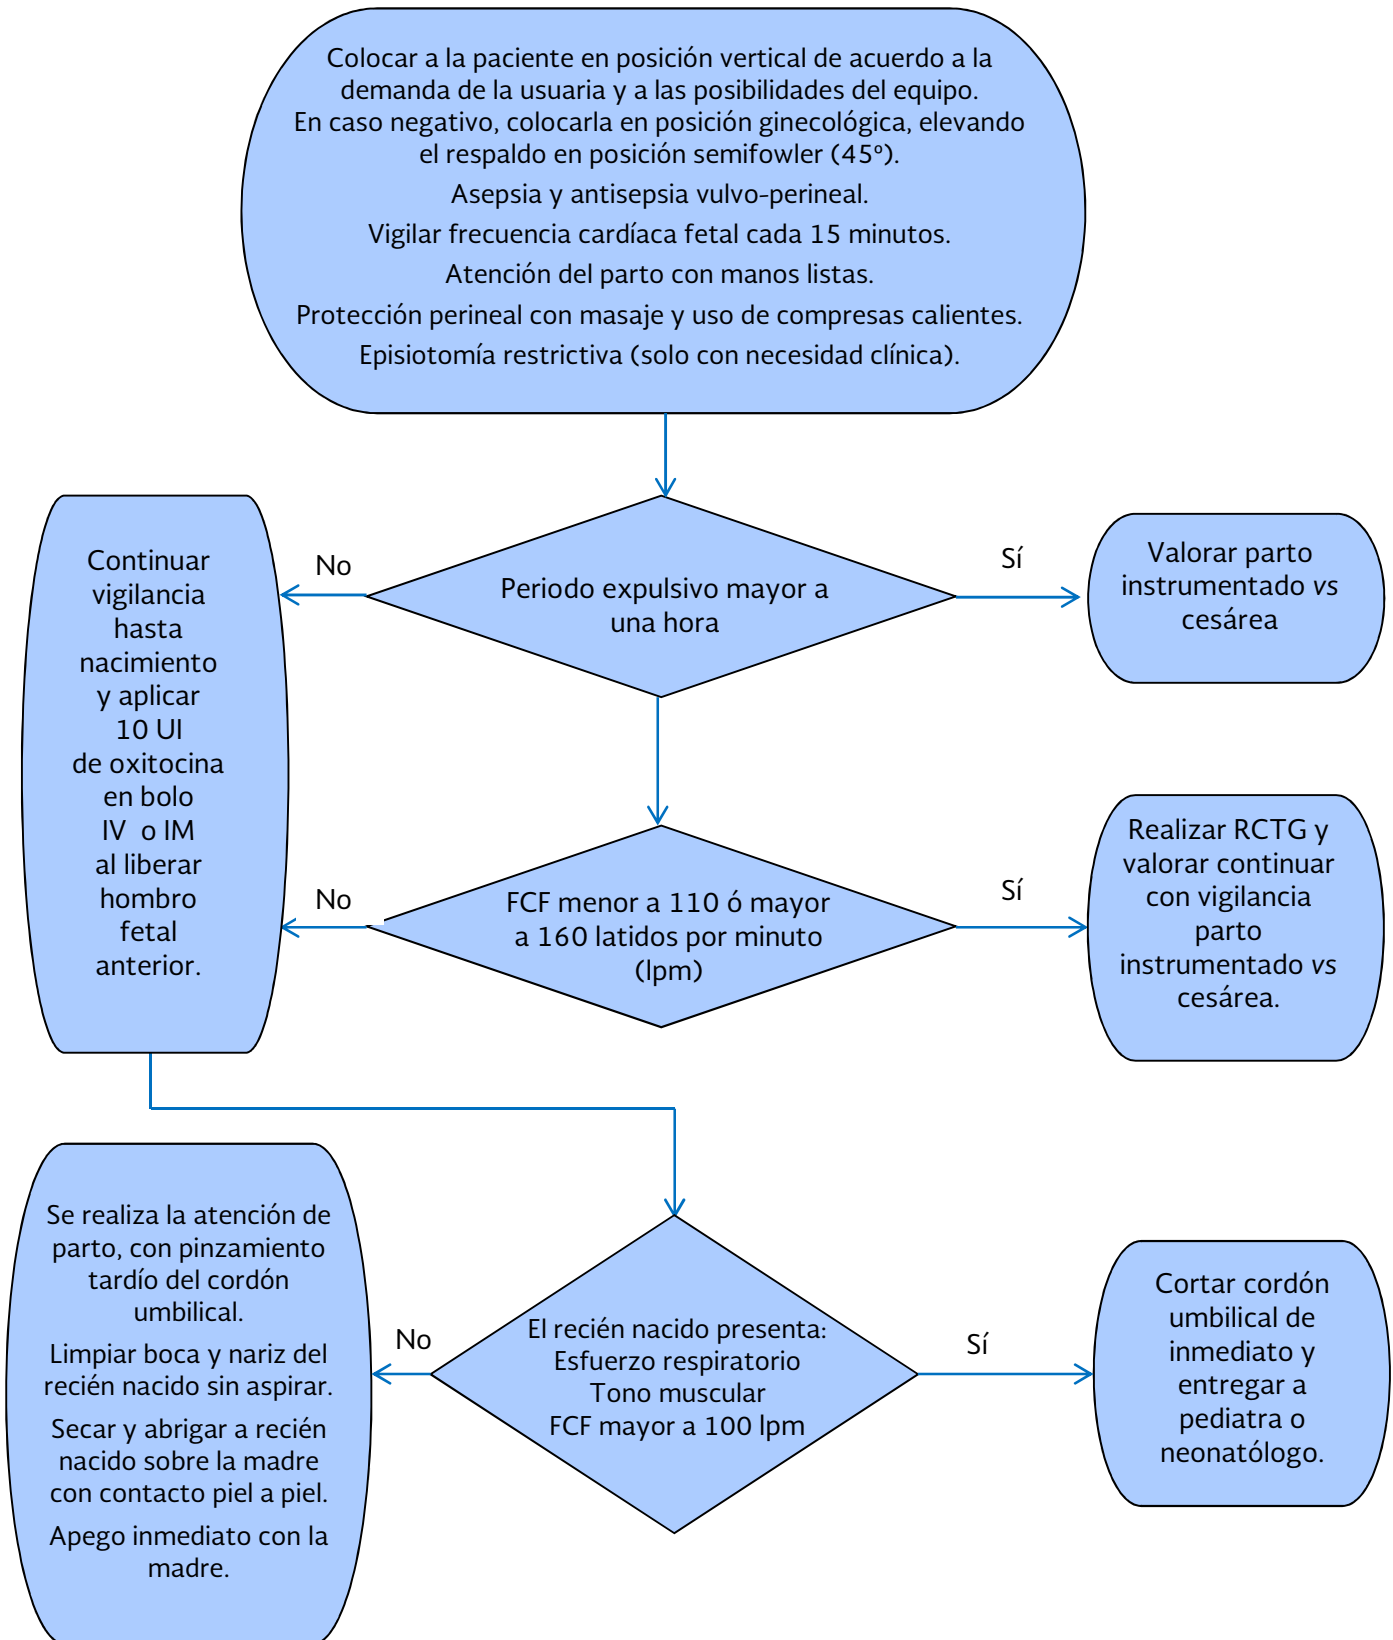 Colocar a la paciente en posición vertical de acuerdo a la
demanda de la usuaria y a las posibilidades del equipo.
En caso negativo, colocarla en posición ginecológica, elevando
el respaldo en posición semifowler (45º).
Asepsia y antisepsia vulvo-perineal.
Vigilar frecuencia cardíaca fetal cada 15 minutos.
Atención del parto con manos listas.
Protección perineal con masaje y uso de compresas calientes.
Episiotomía restrictiva (solo con necesidad clínica).
Continuar
vigilancia
hasta
nacimiento
y aplicar
10 UI
de oxitocina
en bolo
IV o IM
al liberar
hombro
fetal
anterior.
No
Periodo expulsivo mayor a
una hora
Sí
Valorar parto
instrumentado vs
cesárea
No
FCF menor a 110 ó mayor
a 160 latidos por minuto
(lpm)
Sí
Realizar RCTG y
valorar continuar
con vigilancia
parto
instrumentado vs
cesárea.
Se realiza la atención de
parto, con pinzamiento
tardío del cordón
umbilical.
Limpiar boca y nariz del
recién nacido sin aspirar.
Secar y abrigar a recién
nacido sobre la madre
con contacto piel a piel.
Apego inmediato con la
madre.
No
El recién nacido presenta:
Esfuerzo respiratorio
Tono muscular
FCF mayor a 100 lpm
Sí
Cortar cordón
umbilical de
inmediato y
entregar a
pediatra o
neonatólogo.